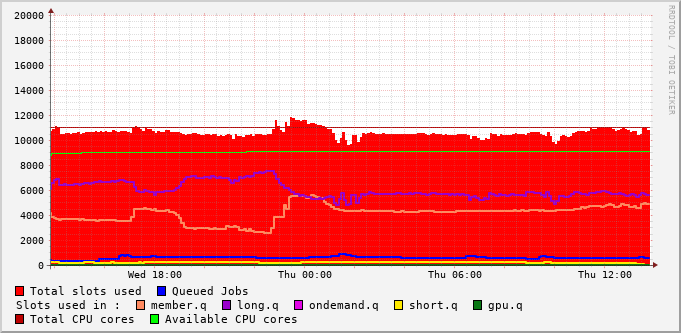 20000
18000
16000
14000
12000
10000
8000
6000
4000
2000
0
Wed 18:00 Thu 00:00 Thu 06:00 Thu 12:00
Total slots used Queued Jobs
Slots used in : member.q long.q ondemand.q short.q gpu.q
Total CPU cores Available CPU cores
RRDTOOL / TOBI OETIKER